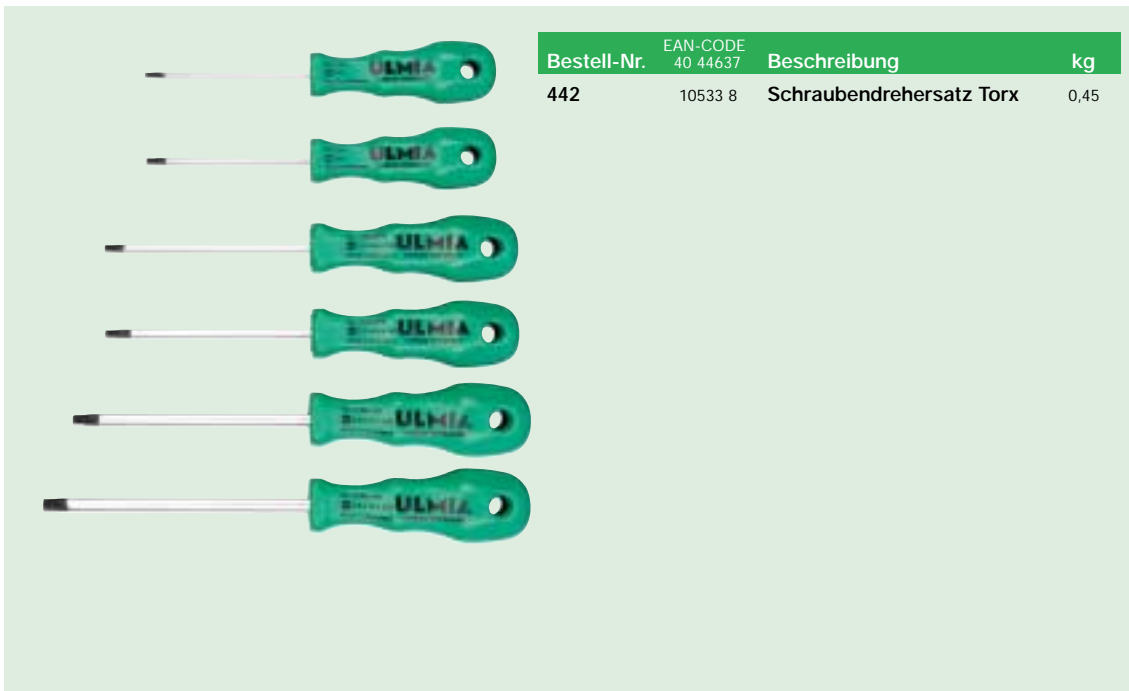 EAN-CODE
Bestell-Nr. 40 44637 Beschreibung kg
442 10533 8 Schraubendrehersatz Torx 0,45
ULMIA
ULMIA
ULMIA
ULMIA
ULMIA
ULMIA